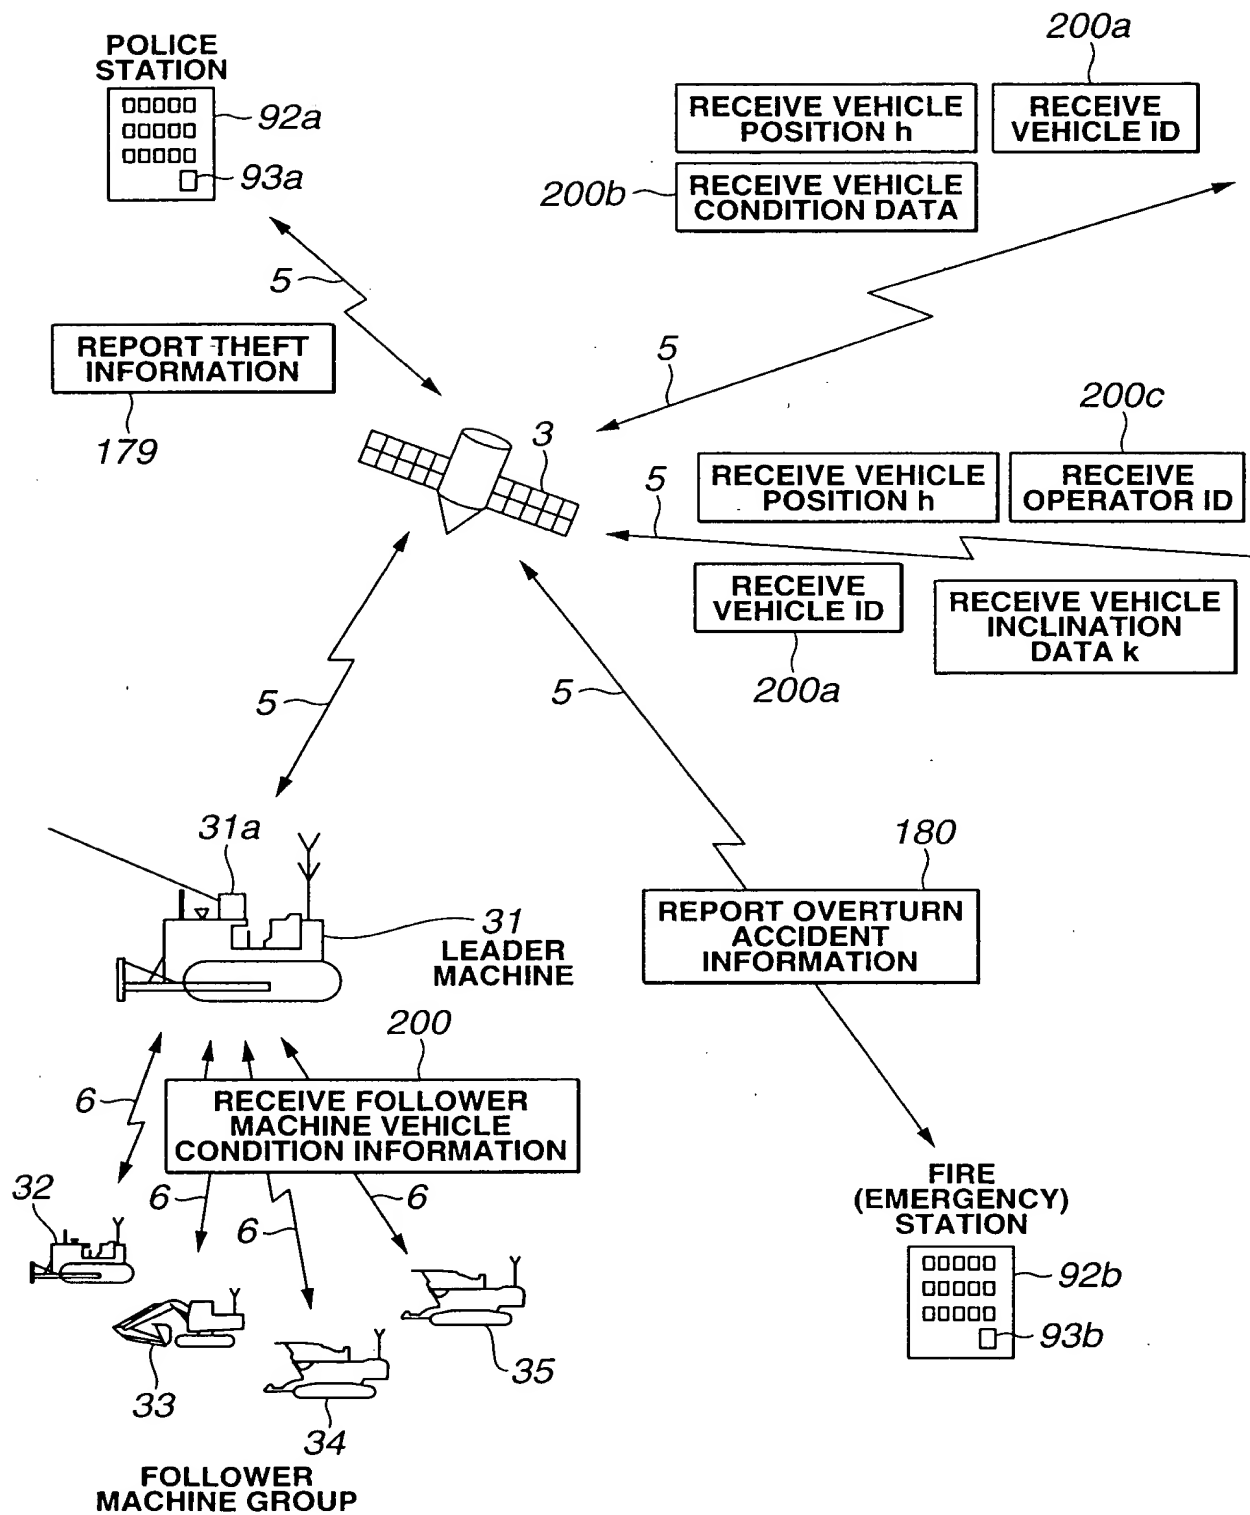 200a
POLICE
STATION
92a
93a
RECEIVE VEHICLE
POSITION h
RECEIVE
VEHICLE ID
200b
RECEIVE VEHICLE
CONDITION DATA
5
REPORT THEFT
INFORMATION
179
5
3
200c
5
RECEIVE VEHICLE
POSITION h
RECEIVE
OPERATOR ID
RECEIVE
VEHICLE ID
200a
RECEIVE VEHICLE
INCLINATION
DATA k
5
5
31a
31
LEADER
MACHINE
180
REPORT OVERTURN
ACCIDENT
INFORMATION
200
RECEIVE FOLLOWER
MACHINE VEHICLE
CONDITION INFORMATION
6
6
6
6
32
33
34
35
FOLLOWER
MACHINE GROUP
FIRE
(EMERGENCY)
STATION
92b
93b